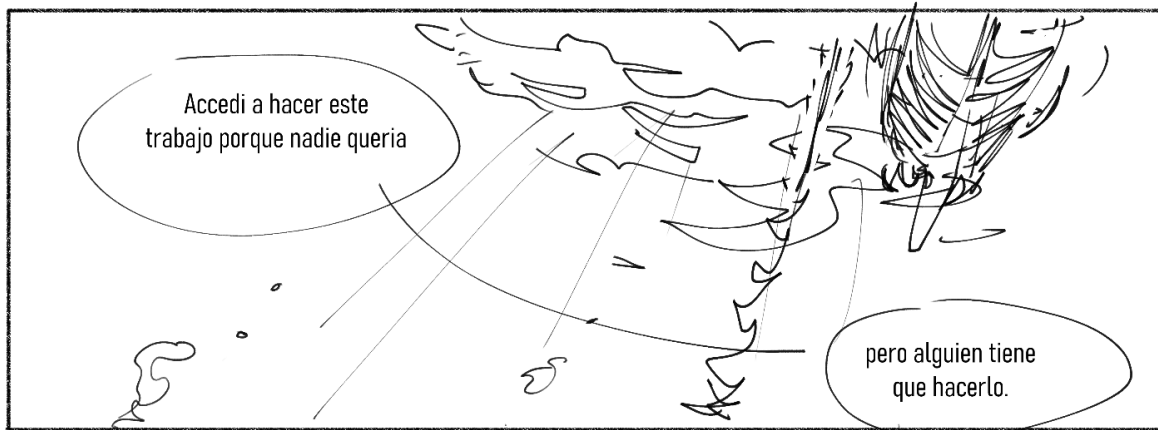 Accedi a hacer este
trabajo porque nadie queria
pero alguien tiene
que hacerlo.